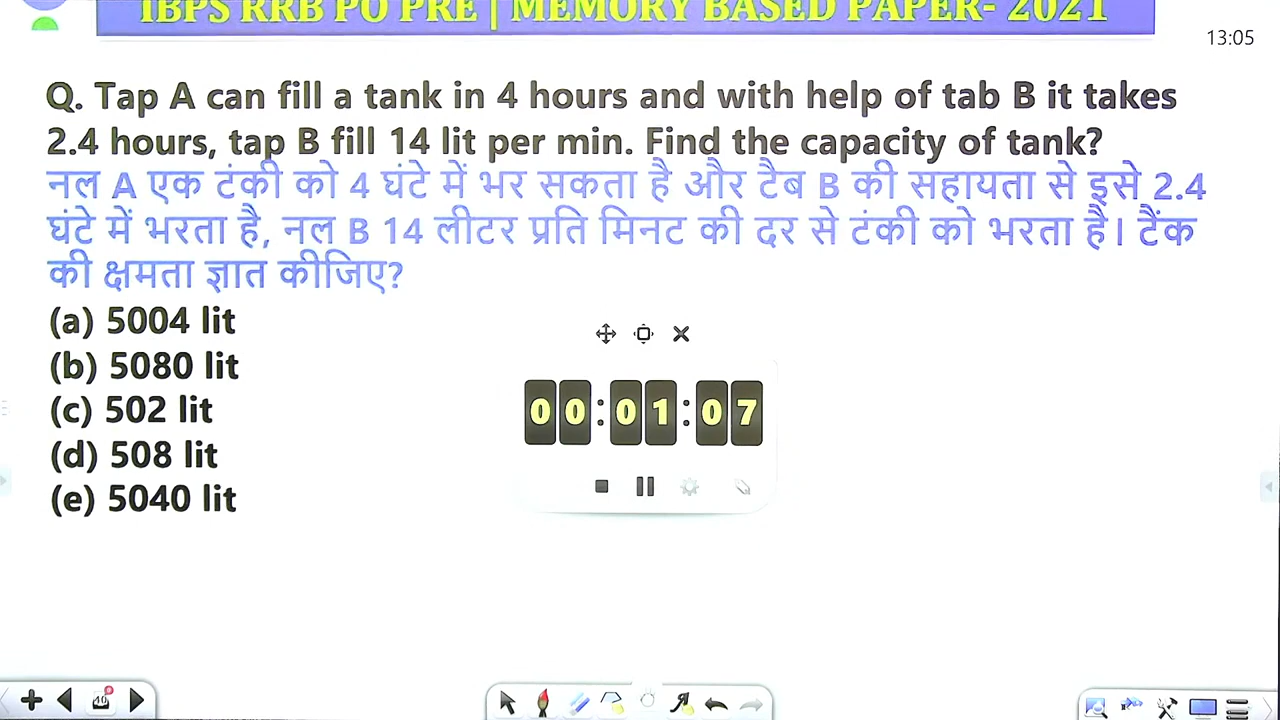 IBPS RRB PO PRE | MEMORY BASED PAPER- 2021
13:05
Q. Tap A can fill a tank in 4 hours and with help of tab B it takes
2.4 hours, tap B fill 14 lit per min. Find the capacity of tank?
नल A एक टंकी को 4 घंटे में भर सकता है और टैब B की सहायता से इसे 2.4
घंटे में भरता है, नल B 14 लीटर प्रति मिनट की दर से टंकी को भरता है। टैंक
की क्षमता ज्ञात कीजिए?
(a) 5004 lit
(b) 5080 lit
(c) 502 lit
(d) 508 lit
(e) 5040 lit
00:01:07